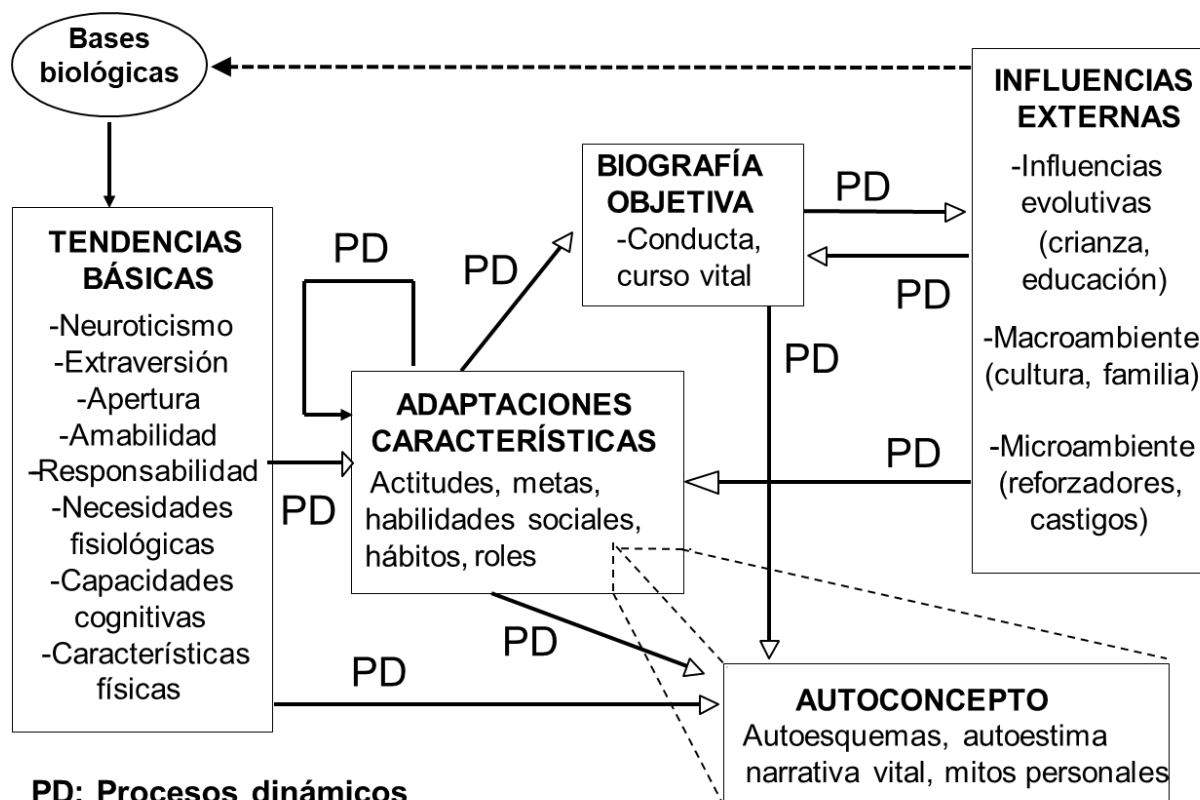 Bases
biológicas
TENDENCIAS
BÁSICAS
-Neuroticismo
-Extraversión
-Apertura
-Amabilidad
-Responsabilidad
-Necesidades
fisiológicas
-Capacidades
cognitivas
-Características
físicas
PD
PD
PD
ADAPTACIONES
CARACTERÍSTICAS
Actitudes, metas,
habilidades sociales,
hábitos, roles
PD
BIOGRAFÍA
OBJETIVA
-Conducta,
curso vital
PD
PD
PD
PD
PD
INFLUENCIAS
EXTERNAS
-Influencias
evolutivas
(crianza,
educación)
-Macroambiente
(cultura, familia)
-Microambiente
(reforzadores,
castigos)
AUTOCONCEPTO
Autoesquemas, autoestima
narrativa vital, mitos personales
PD: Procesos dinámicos